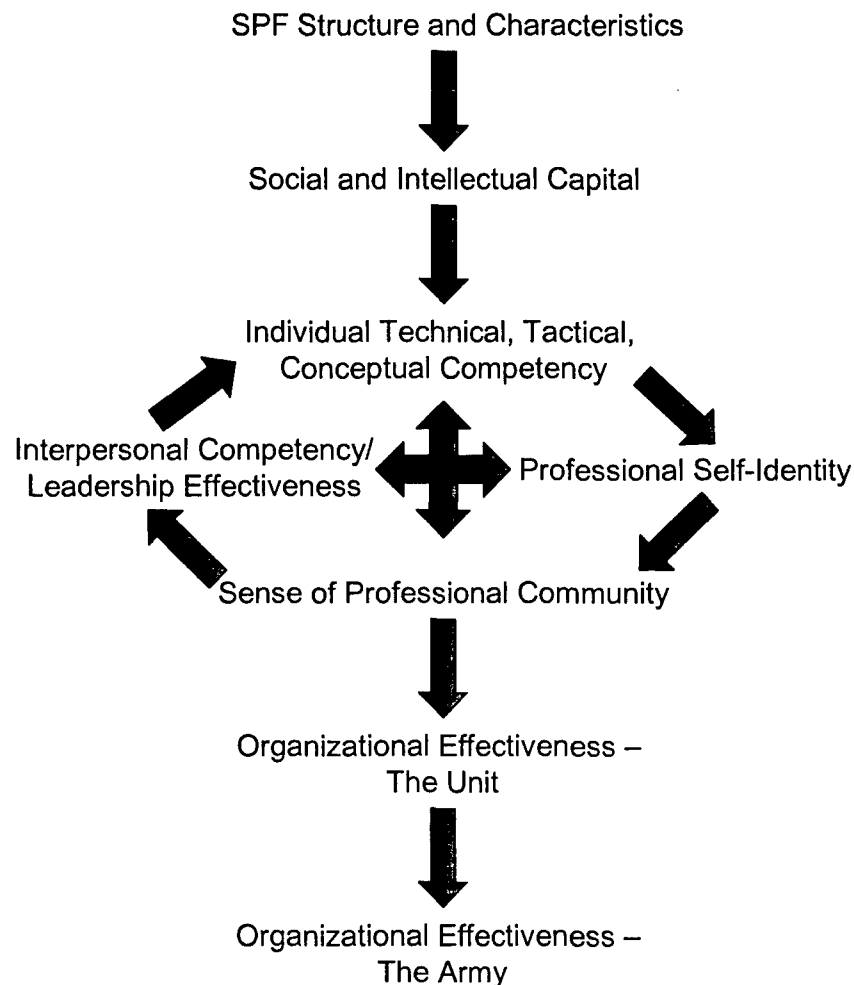 SPF Structure and Characteristics
Social and Intellectual Capital
Individual Technical, Tactical,
Conceptual Competency
Interpersonal Competency/
Leadership Effectiveness
Professional Self-Identity
Sense of Professional Community
Organizational Effectiveness –
The Unit
Organizational Effectiveness –
The Army